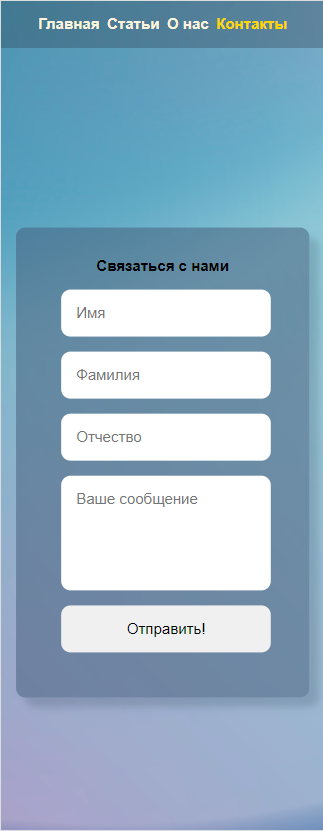 Главная Статьи О нас Контакты
Связаться с нами
Имя
Фамилия
Отчество
Ваше сообщение
Отправить!